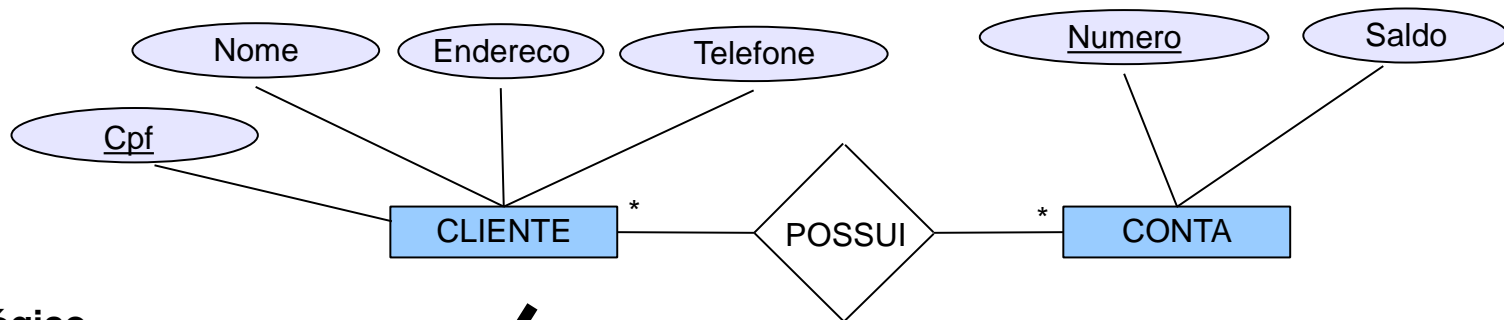 Nome
Endereco
Telefone
Numero
Saldo
Cpf
CLIENTE
*
POSSUI
*
CONTA